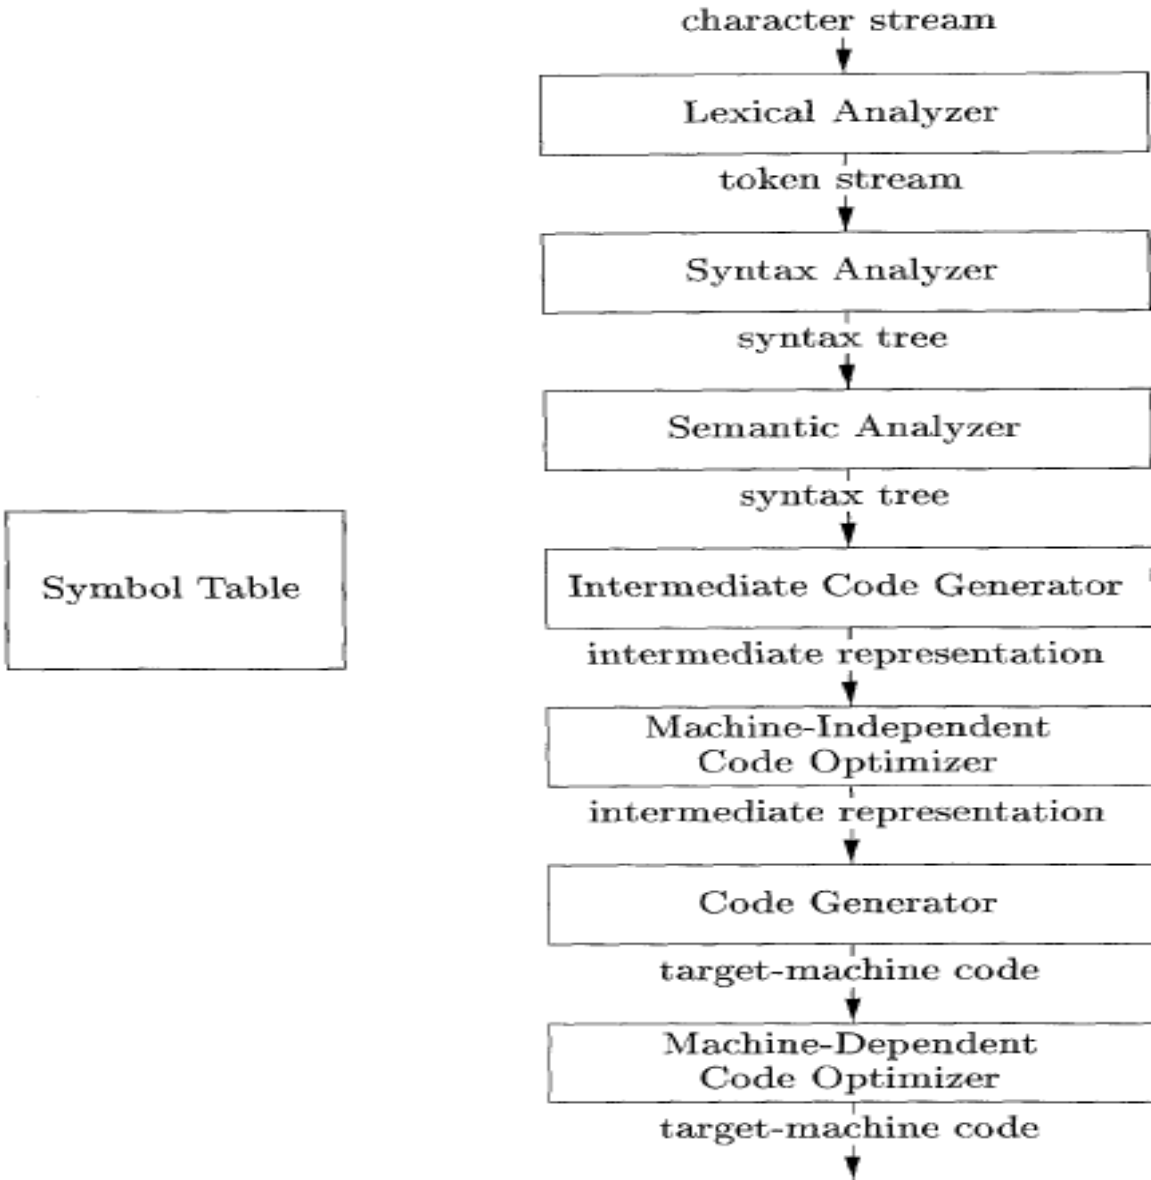 character stream
Lexical Analyzer
token stream
Syntax Analyzer
syntax tree
Semantic Analyzer
syntax tree
Symbol Table
Intermediate Code Generator
intermediate representation
Machine-Independent
Code Optimizer
intermediate representation
Code Generator
target-machine code
Machine-Dependent
Code Optimizer
target-machine code